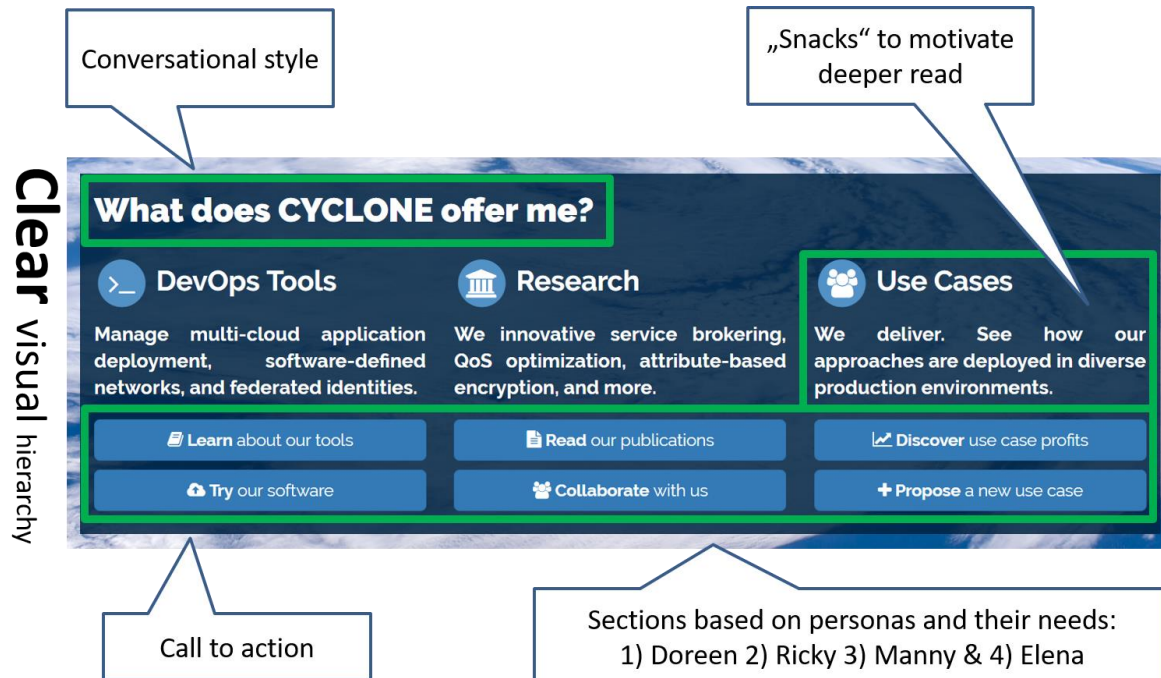 Conversational style
„Snacks“ to motivate
deeper read
Clear visual hierarchy
What does CYCLONE offer me?
>_ DevOps Tools
Manage multi-cloud application
deployment, software-defined
networks, and federated identities.
Learn about our tools
Try our software
Research
We innovative service brokering,
QoS optimization, attribute-based
encryption, and more.
Read our publications
Collaborate with us
Use Cases
We deliver. See how our
approaches are deployed in diverse
production environments.
Discover use case profits
Propose a new use case
Call to action
Sections based on personas and their needs:
1) Doreen 2) Ricky 3) Manny & 4) Elena